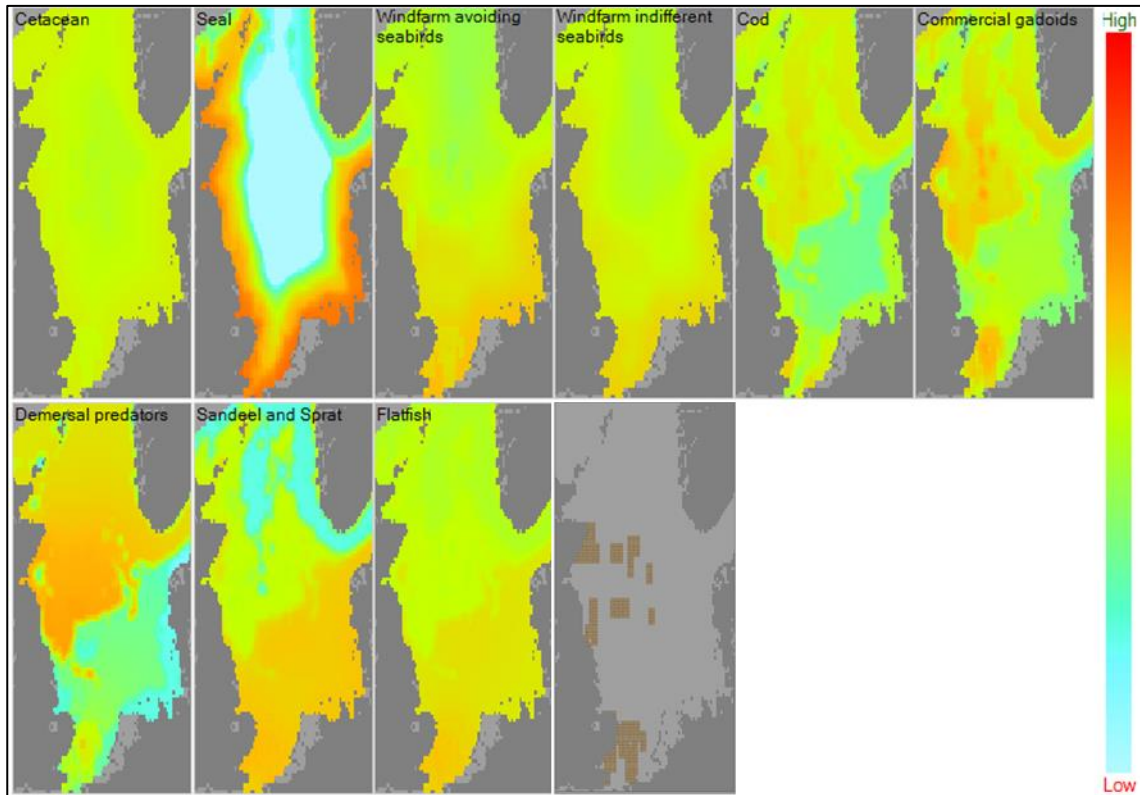 Cetacean
Seal
Windfarm avoiding
seabirds
Windfarm indifferent
seabirds
Cod
Commercial gadoids
High
Demersal predators
Sandeel and Sprat
Flatfish
Low